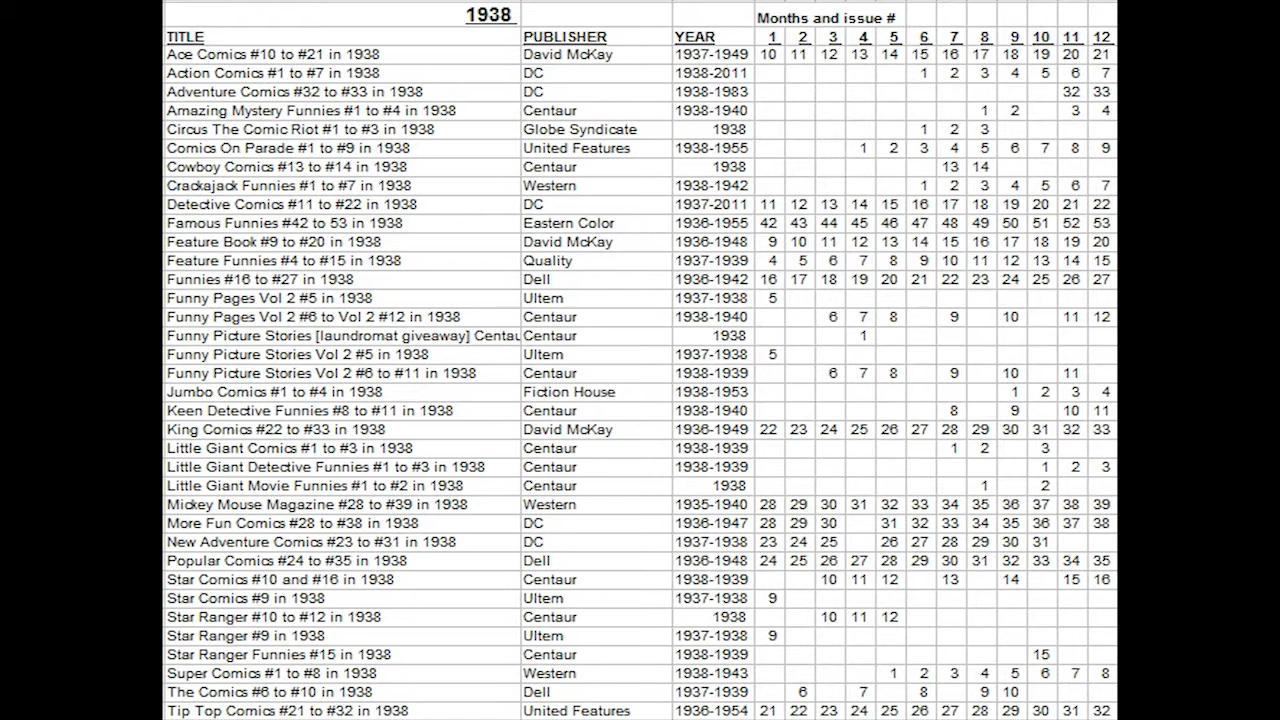 1938
Months and issue #
TITLE PUBLISHER YEAR 1 2 3 4 5 6 7 8 9 10 11 12
Ace Comics #10 to #21 in 1938 David McKay 1937-1949 10 11 12 13 14 15 16 17 18 19 20 21
Action Comics #1 to #7 in 1938 DC 1938-2011 1 2 3 4 5 6 7
Adventure Comics #32 to #33 in 1938 DC 1938-1983 32 33
Amazing Mystery Funnies #1 to #4 in 1938 Centaur 1938-1940 1 2 3 4
Circus The Comic Riot #1 to #3 in 1938 Globe Syndicate 1938 1 2 3
Comics On Parade #1 to #9 in 1938 United Features 1938-1955 1 2 3 4 5 6 7 8 9
Cowboy Comics #13 to #14 in 1938 Centaur 1938 13 14
Crackajack Funnies #1 to #7 in 1938 Western 1938-1942 1 2 3 4 5 6 7
Detective Comics #11 to #22 in 1938 DC 1937-2011 11 12 13 14 15 16 17 18 19 20 21 22
Famous Funnies #42 to 53 in 1938 Eastern Color 1936-1955 42 43 44 45 46 47 48 49 50 51 52 53
Feature Book #9 to #20 in 1938 David McKay 1936-1948 9 10 11 12 13 14 15 16 17 18 19 20
Feature Funnies #4 to #15 in 1938 Quality 1937-1939 4 5 6 7 8 9 10 11 12 13 14 15
Funnies #16 to #27 in 1938 Dell 1936-1942 16 17 18 19 20 21 22 23 24 25 26 27
Funny Pages Vol 2 #5 in 1938 Ultem 1937-1938 5
Funny Pages Vol 2 #6 to Vol 2 #12 in 1938 Centaur 1938-1940 6 7 8 9 10 11 12
Funny Picture Stories [laundromat giveaway] Centau Centaur 1938 1
Funny Picture Stories Vol 2 #5 in 1938 Ultem 1937-1938 5
Funny Picture Stories Vol 2 #6 to #11 in 1938 Centaur 1938-1939 6 7 8 9 10 11
Jumbo Comics #1 to #4 in 1938 Fiction House 1938-1953 1 2 3 4
Keen Detective Funnies #8 to #11 in 1938 Centaur 1938-1940 8 9 10 11
King Comics #22 to #33 in 1938 David McKay 1936-1949 22 23 24 25 26 27 28 29 30 31 32 33
Little Giant Comics #1 to #3 in 1938 Centaur 1938-1939 1 2 3
Little Giant Detective Funnies #1 to #3 in 1938 Centaur 1938-1939 1 2 3
Little Giant Movie Funnies #1 to #2 in 1938 Centaur 1938 1 2
Mickey Mouse Magazine #28 to #39 in 1938 Western 1935-1940 28 29 30 31 32 33 34 35 36 37 38 39
More Fun Comics #28 to #38 in 1938 DC 1936-1947 28 29 30 31 32 33 34 35 36 37 38
New Adventure Comics #23 to #31 in 1938 DC 1937-1938 23 24 25 26 27 28 29 30 31
Popular Comics #24 to #35 in 1938 Dell 1936-1948 24 25 26 27 28 29 30 31 32 33 34 35
Star Comics #10 and #16 in 1938 Centaur 1938-1939 10 11 12 13 14 15 16
Star Comics #9 in 1938 Ultem 1937-1938 9
Star Ranger #10 to #12 in 1938 Centaur 1938 10 11 12
Star Ranger #9 in 1938 Ultem 1937-1938 9
Star Ranger Funnies #15 in 1938 Centaur 1938-1939 15
Super Comics #1 to #8 in 1938 Western 1938-1943 1 2 3 4 5 6 7 8
The Comics #6 to #10 in 1938 Dell 1937-1939 6 7 8 9 10
Tip Top Comics #21 to #32 in 1938 United Features 1936-1954 21 22 23 24 25 26 27 28 29 30 31 32